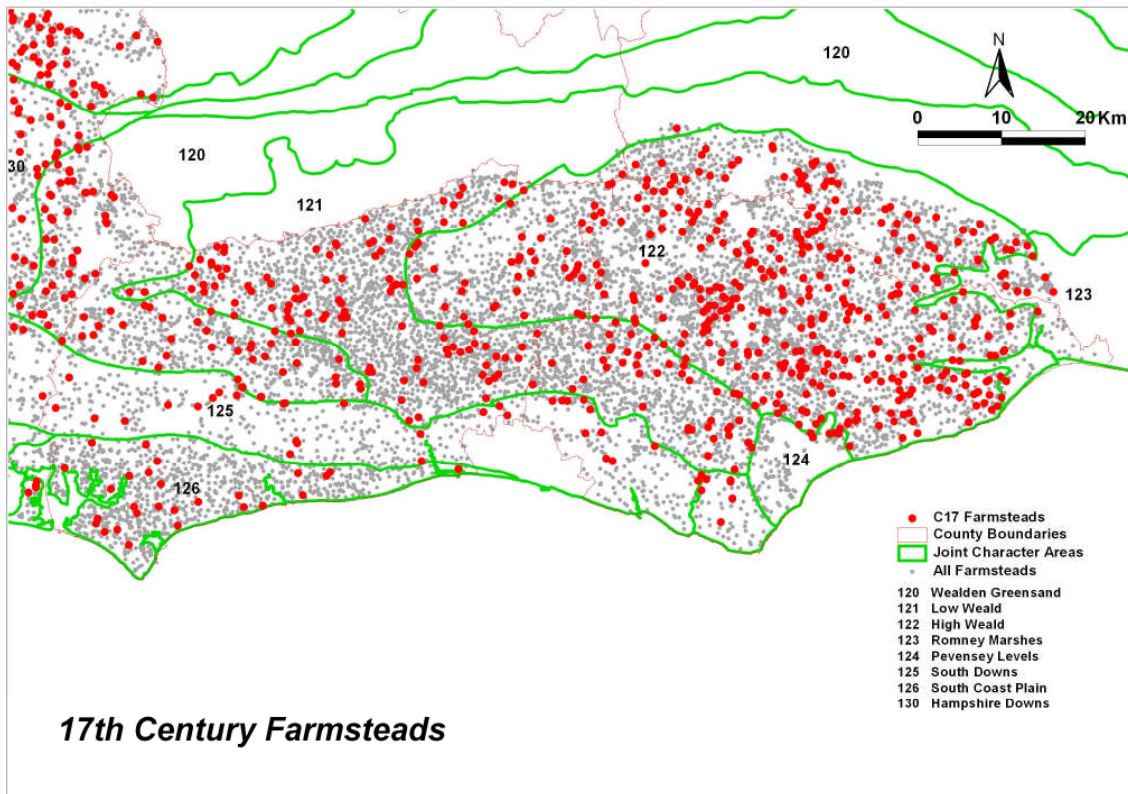 120
N
0 10 20 Km
120
30
121
122
123
125
124
126
C17 Farmsteads
County Boundaries
Joint Character Areas
All Farmsteads
120 Wealden Greensand
121 Low Weald
122 High Weald
123 Romney Marshes
124 Pevensey Levels
125 South Downs
126 South Coast Plain
130 Hampshire Downs
17th Century Farmsteads